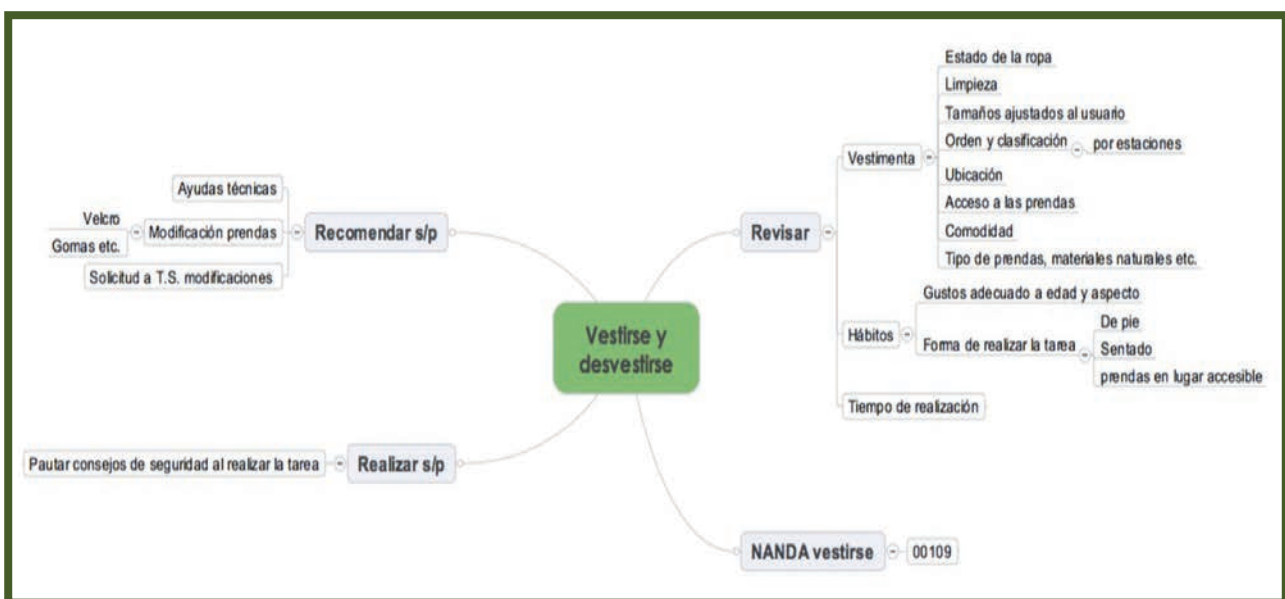 Vestirse y
desvestirse
Recomendar s/p
Ayudas técnicas
Modificación prendas
Velcro
Gomas etc.
Solicitud a T.S. modificaciones
Realizar s/p
Pautar consejos de seguridad al realizar la tarea
Revisar
Vestimenta
Estado de la ropa
Limpieza
Tamaños ajustados al usuario
Orden y clasificación
por estaciones
Ubicación
Acceso a las prendas
Comodidad
Tipo de prendas, materiales naturales etc.
Hábitos
Gustos adecuado a edad y aspecto
Forma de realizar la tarea
De pie
Sentado
prendas en lugar accesible
Tiempo de realización
NANDA vestirse
00109